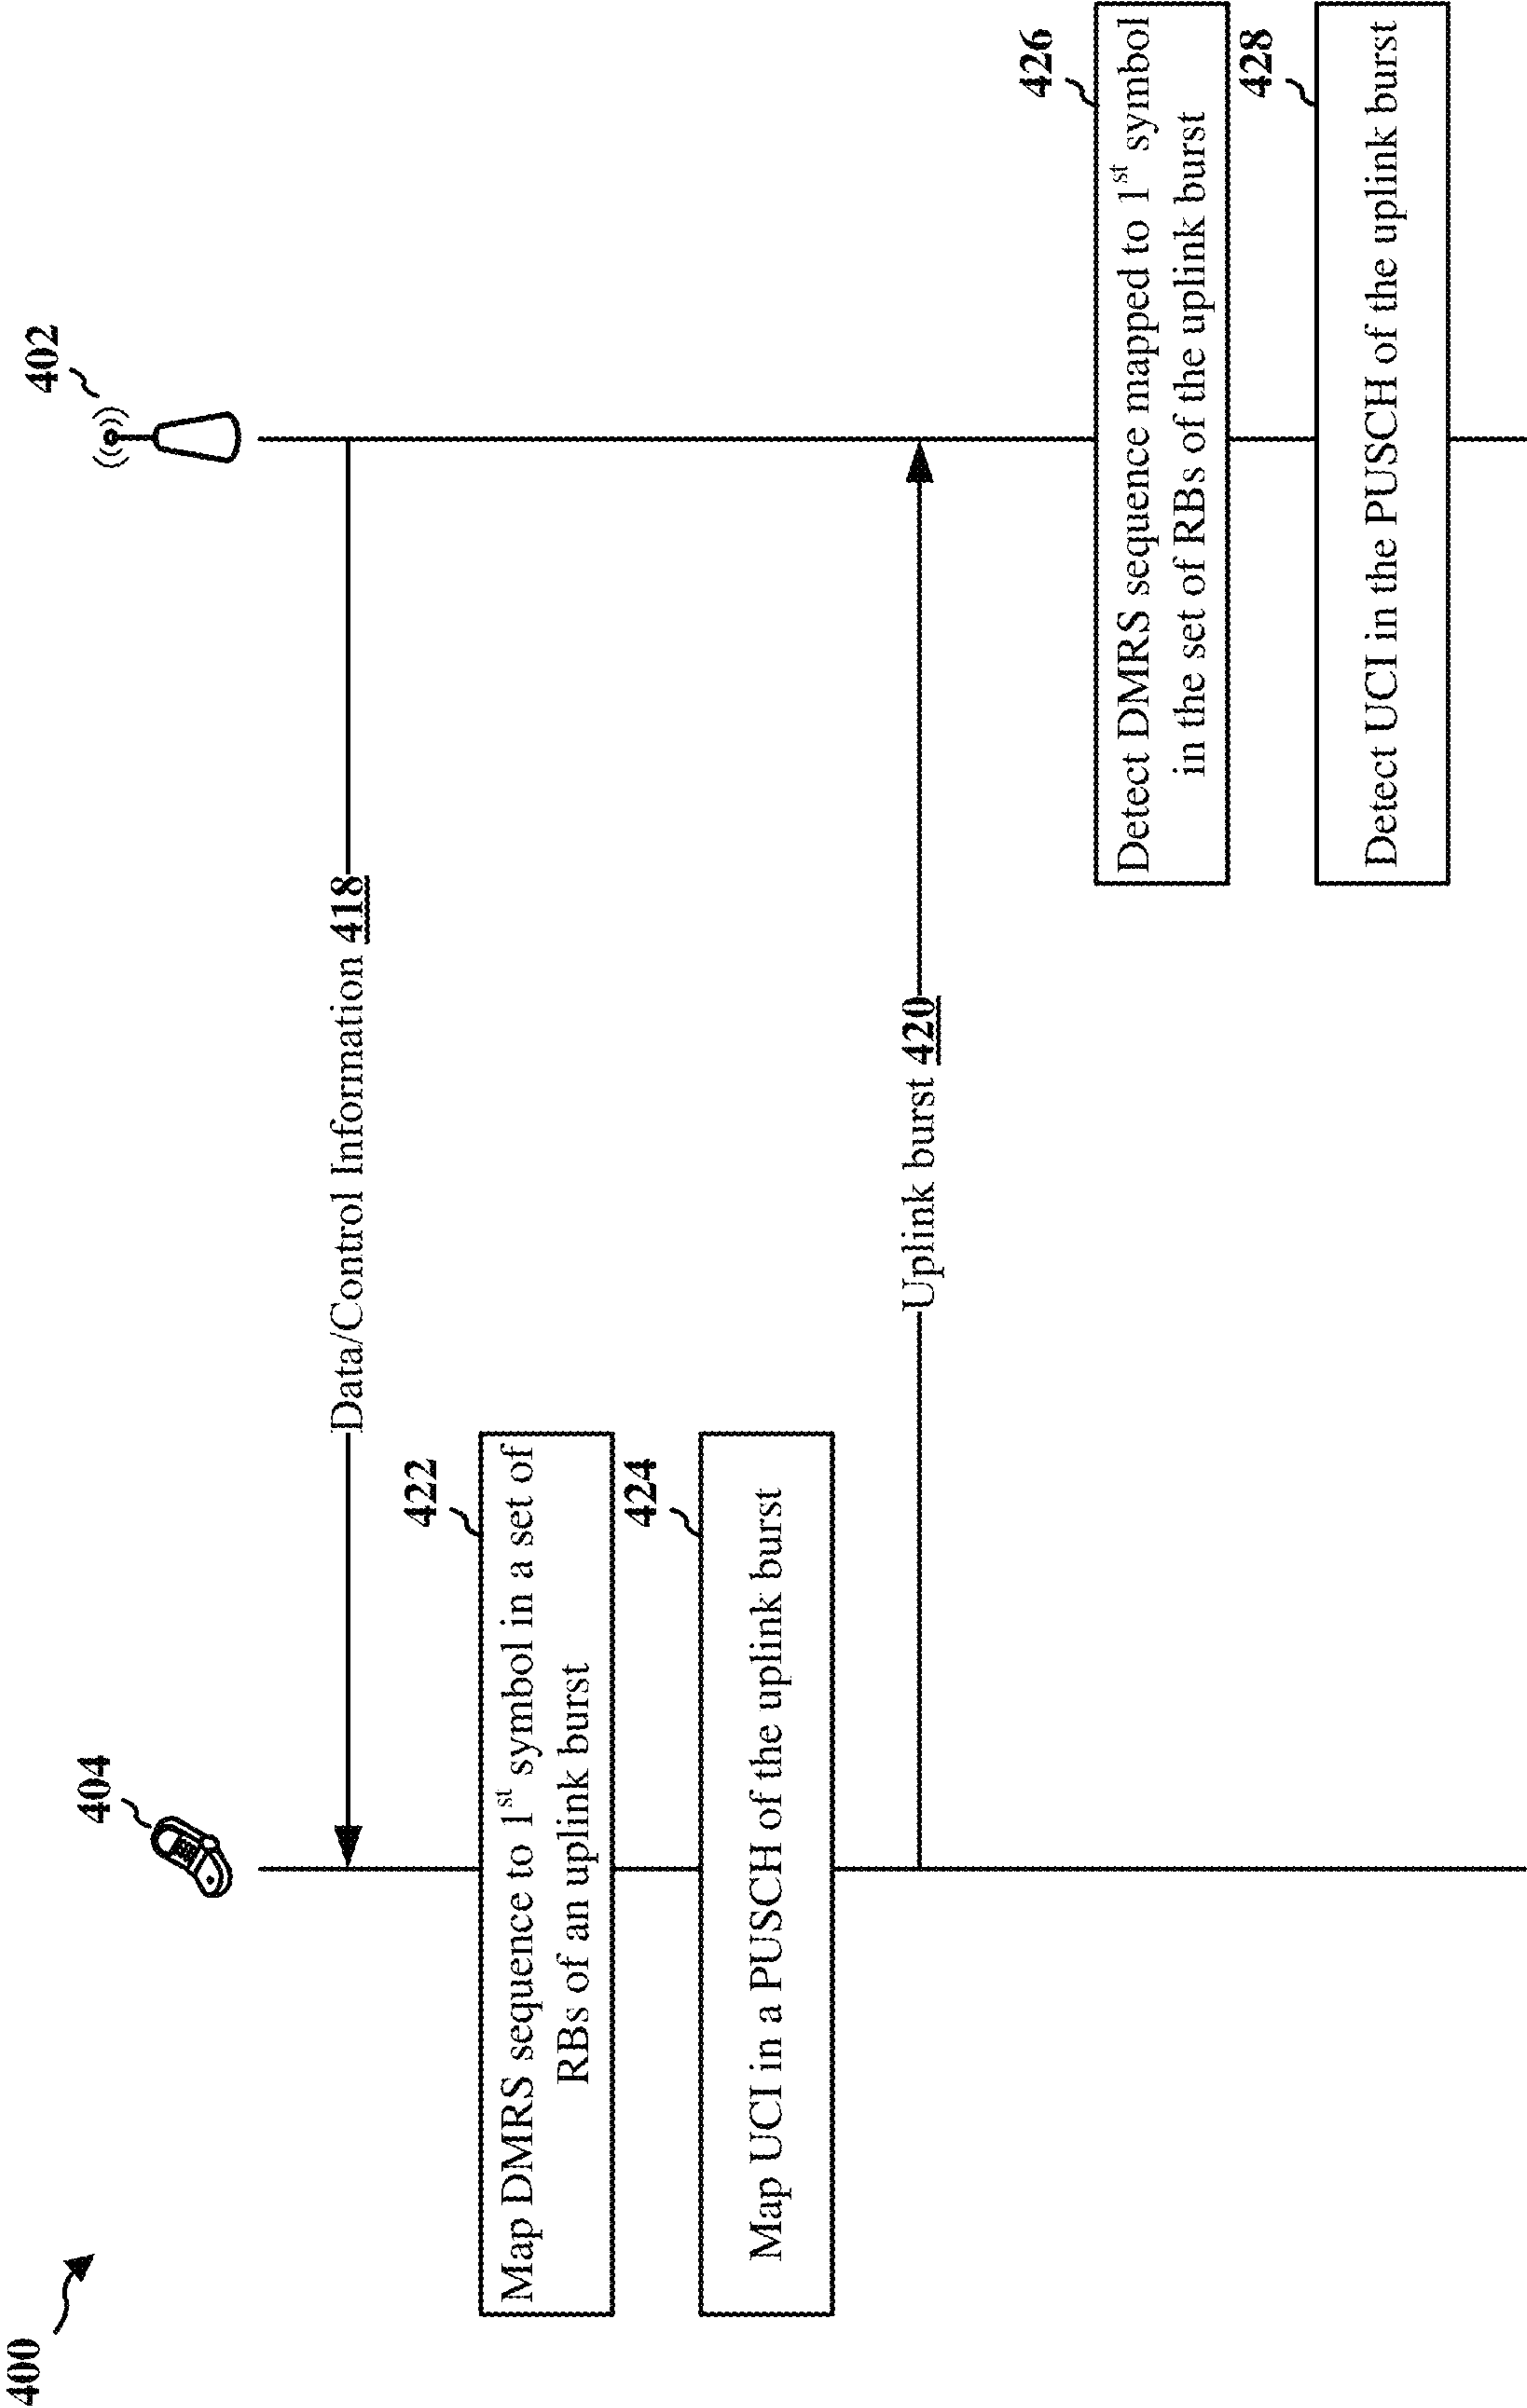 400
404
402
Data/Control Information 418
422
Map DMRS sequence to 1st symbol in a set of
RBs of an uplink burst
424
Map UCI in a PUSCH of the uplink burst
Uplink burst 420
426
Detect DMRS sequence mapped to 1st symbol
in the set of RBs of the uplink burst
428
Detect UCI in the PUSCH of the uplink burst